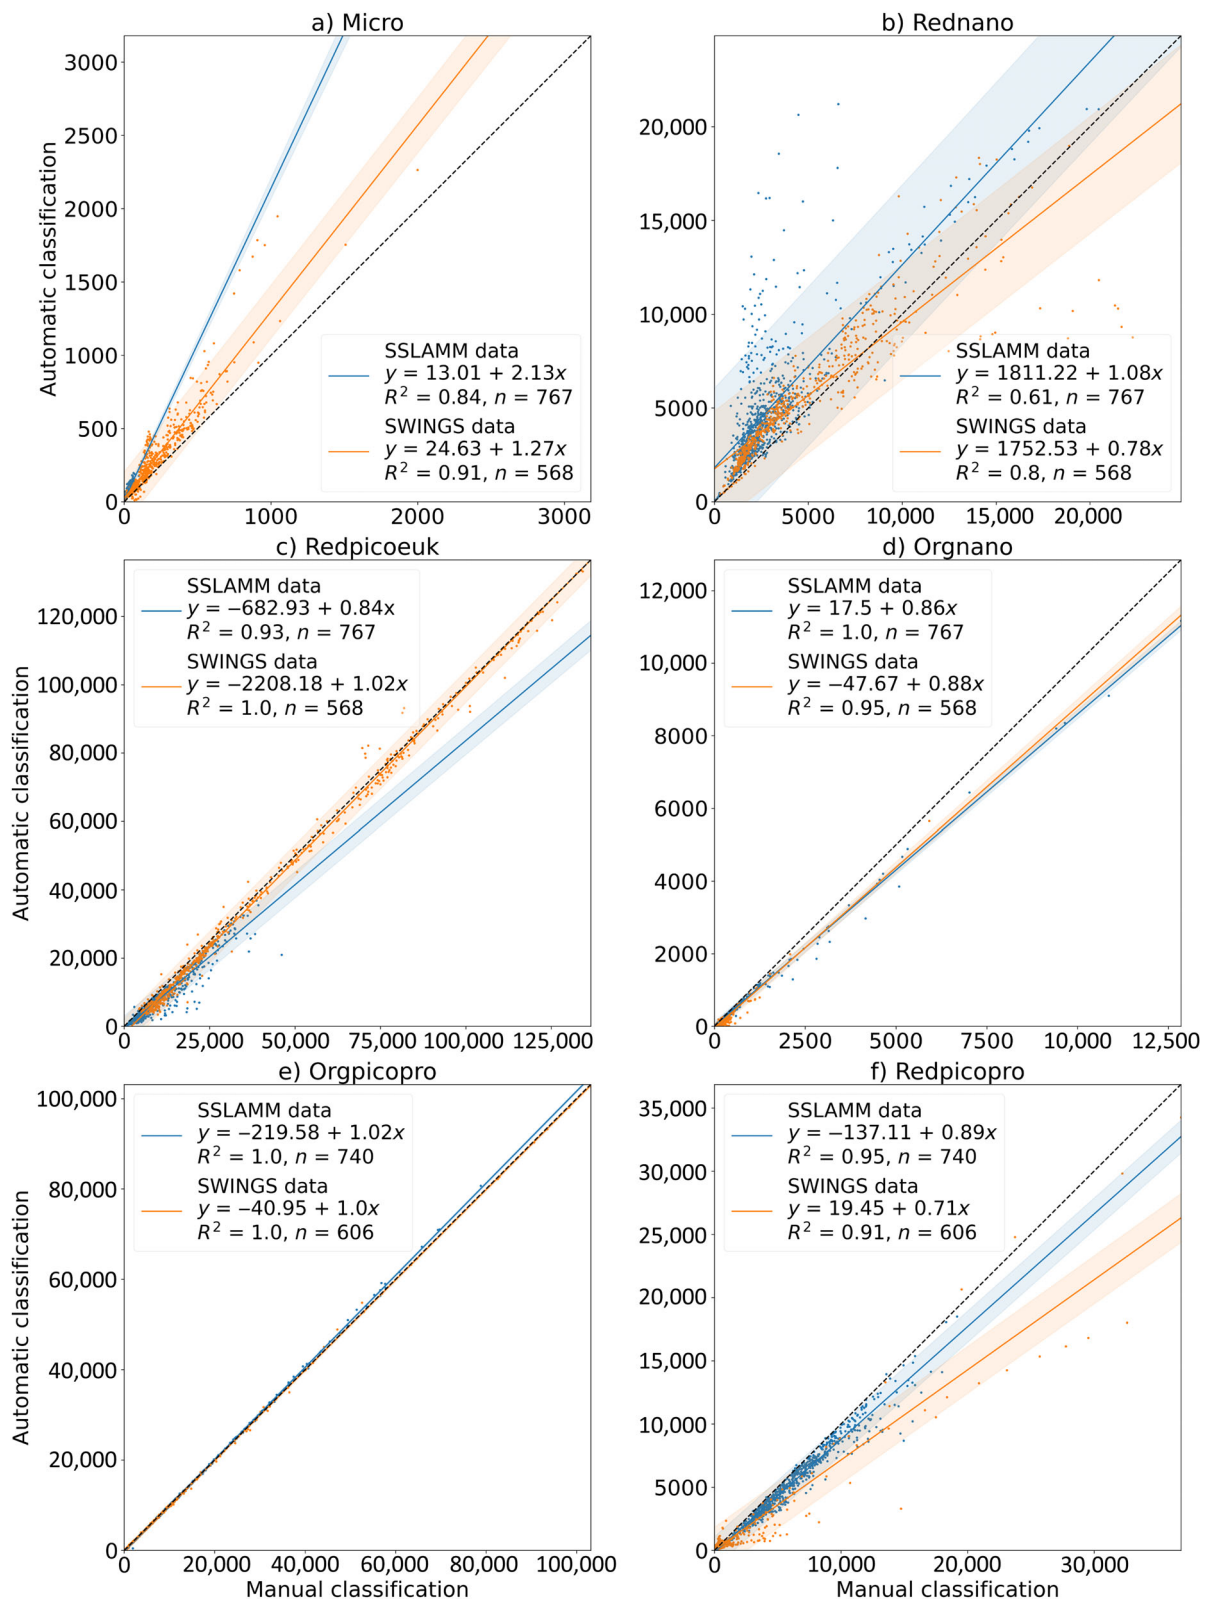 a) Micro
3000
2500
2000
1500
1000
500
0
0
1000
2000
3000
Automatic classification
SSLAMM data
y = 13.01 + 2.13x
R² = 0.84, n = 767
SWINGS data
y = 24.63 + 1.27x
R² = 0.91, n = 568
b) Rednano
20,000
15,000
10,000
5000
0
0
5000
10,000
15,000
20,000
SSLAMM data
y = 1811.22 + 1.08x
R² = 0.61, n = 767
SWINGS data
y = 1752.53 + 0.78x
R² = 0.8, n = 568
c) Redpicoeuk
120,000
100,000
80,000
60,000
40,000
20,000
0
0
25,000
50,000
75,000
100,000
125,000
Automatic classification
SSLAMM data
y = −682.93 + 0.84x
R² = 0.93, n = 767
SWINGS data
y = −2208.18 + 1.02x
R² = 1.0, n = 568
d) Orgnano
12,000
10,000
8000
6000
4000
2000
0
0
2500
5000
7500
10,000
12,500
SSLAMM data
y = 17.5 + 0.86x
R² = 1.0, n = 767
SWINGS data
y = −47.67 + 0.88x
R² = 0.95, n = 568
e) Orgpicopro
100,000
80,000
60,000
40,000
20,000
0
0
20,000
40,000
60,000
80,000
100,000
Automatic classification
Manual classification
SSLAMM data
y = −219.58 + 1.02x
R² = 1.0, n = 740
SWINGS data
y = −40.95 + 1.0x
R² = 1.0, n = 606
f) Redpicopro
35,000
30,000
25,000
20,000
15,000
10,000
5000
0
0
10,000
20,000
30,000
Manual classification
SSLAMM data
y = −137.11 + 0.89x
R² = 0.95, n = 740
SWINGS data
y = 19.45 + 0.71x
R² = 0.91, n = 606